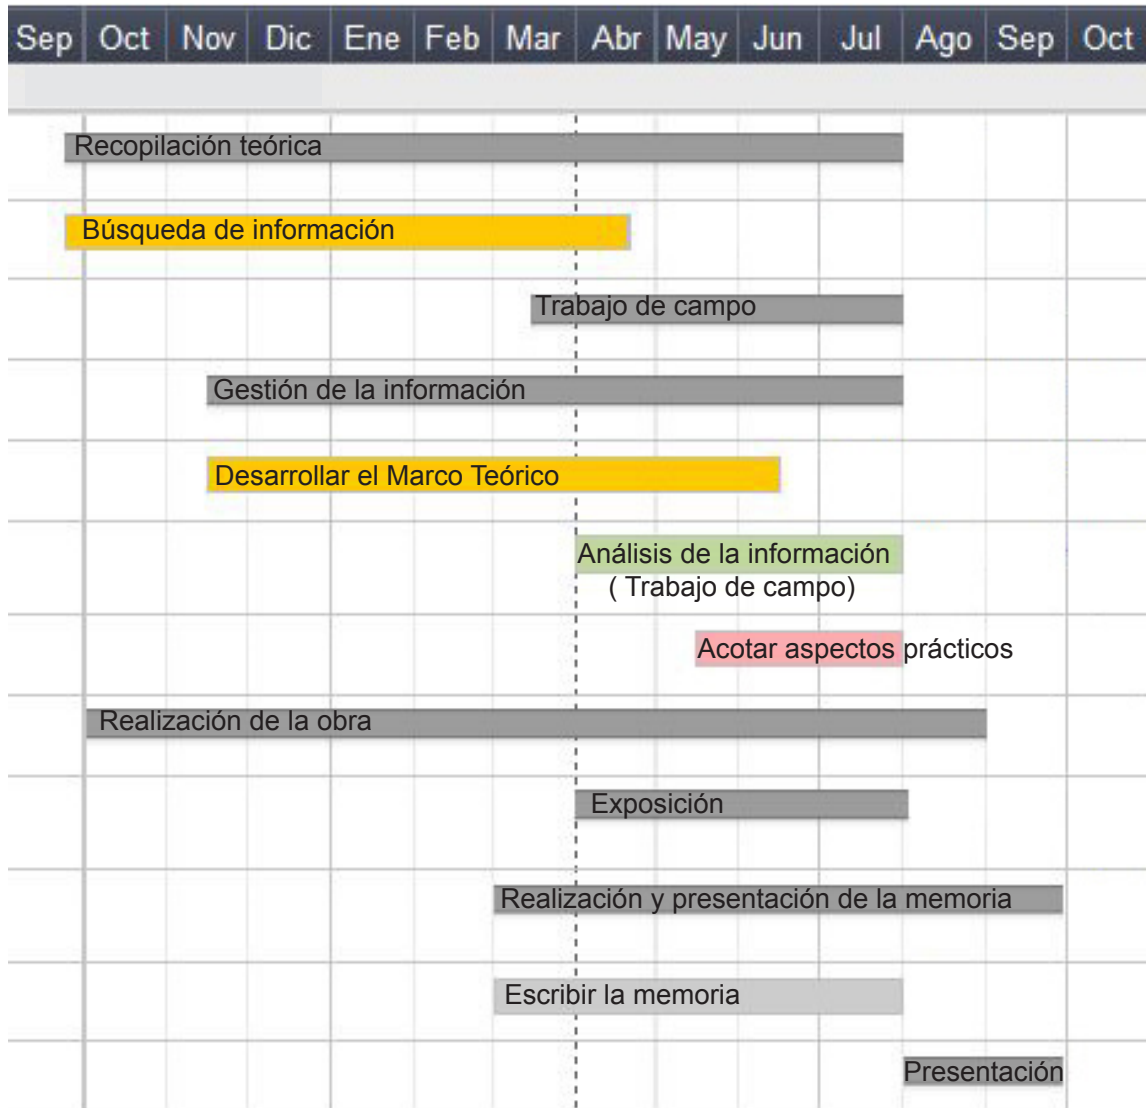 Sep Oct Nov Dic Ene Feb Mar Abr May Jun Jul Ago Sep Oct
Recopilación teórica
Búsqueda de información
Trabajo de campo
Gestión de la información
Desarrollar el Marco Teórico
Análisis de la información
( Trabajo de campo)
Acotar aspectos prácticos
Realización de la obra
Exposición
Realización y presentación de la memoria
Escribir la memoria
Presentación